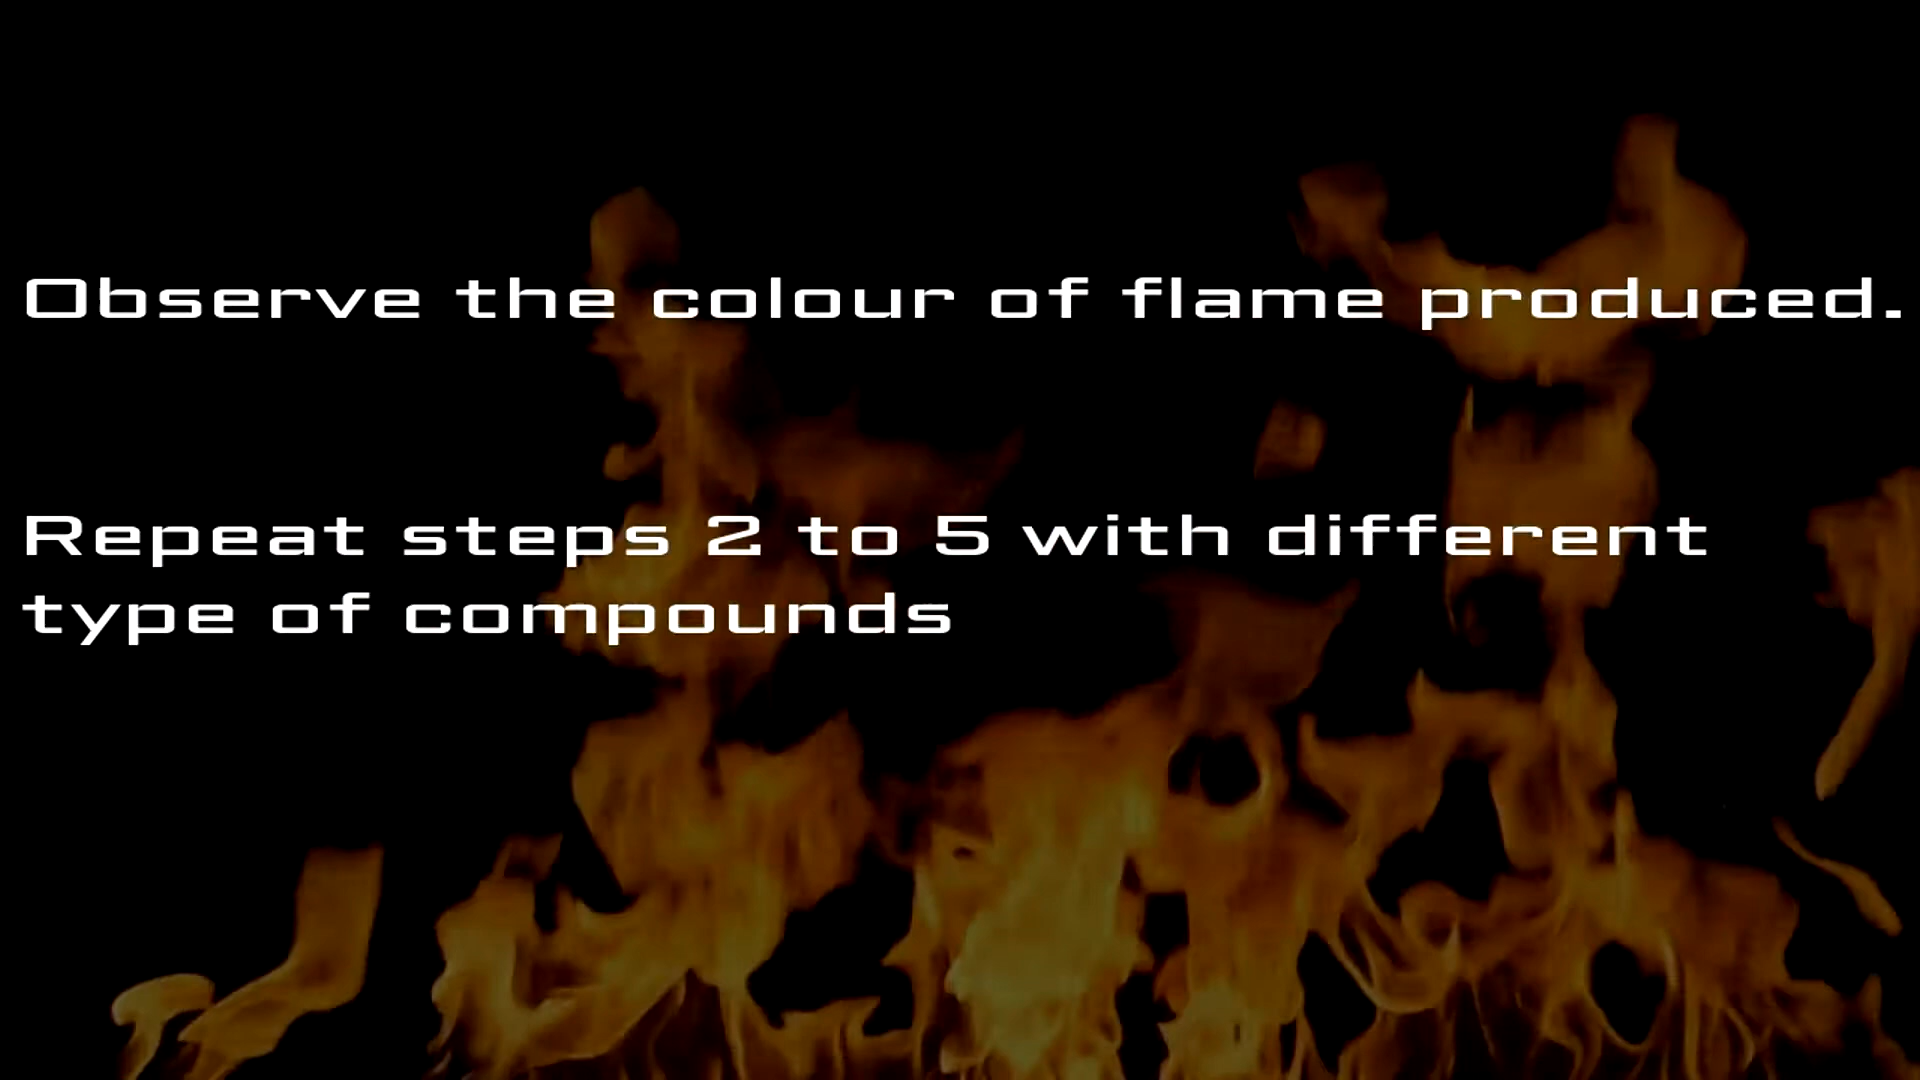 Observe the colour of flame produced.
Repeat steps 2 to 5 with different
type of compounds